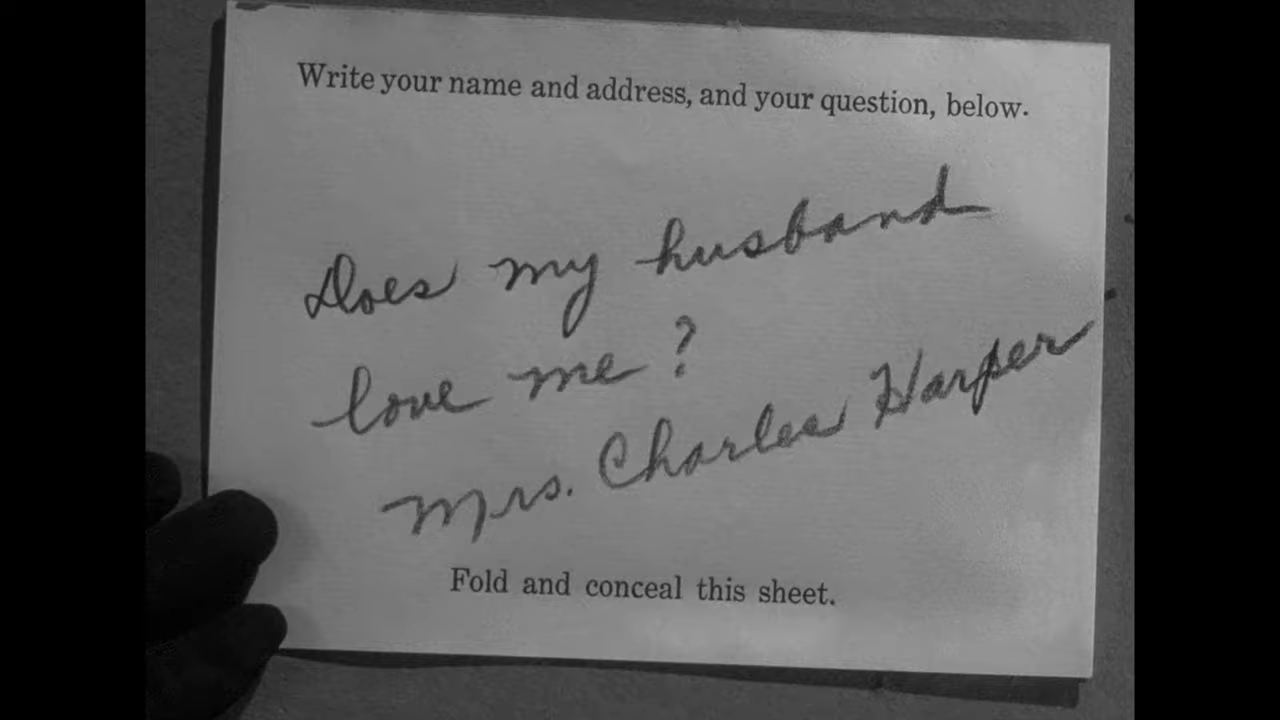 Write your name and address, and your question, below.
Does my husband
love me?
Mrs. Charles Harper
Fold and conceal this sheet.